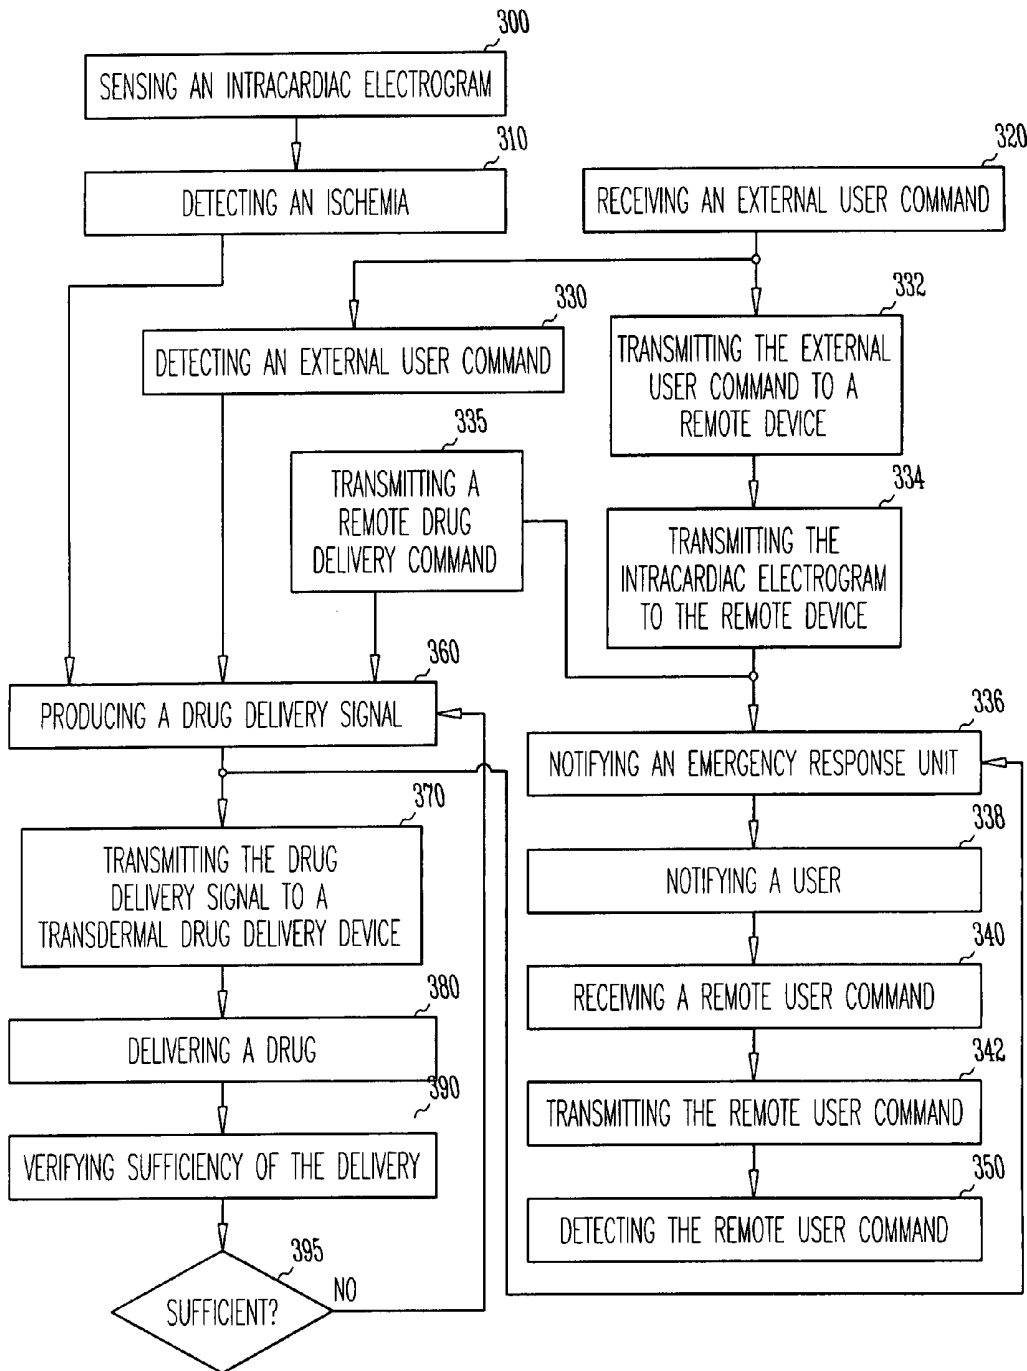 300
SENSING AN INTRACARDIAC ELECTROGRAM
310
DETECTING AN ISCHEMIA
320
RECEIVING AN EXTERNAL USER COMMAND
330
DETECTING AN EXTERNAL USER COMMAND
332
TRANSMITTING THE EXTERNAL
USER COMMAND TO A
REMOTE DEVICE
335
TRANSMITTING A
REMOTE DRUG
DELIVERY COMMAND
334
TRANSMITTING THE
INTRACARDIAC ELECTROGRAM
TO THE REMOTE DEVICE
360
PRODUCING A DRUG DELIVERY SIGNAL
336
NOTIFYING AN EMERGENCY RESPONSE UNIT
370
TRANSMITTING THE DRUG
DELIVERY SIGNAL TO A
TRANSDERMAL DRUG DELIVERY DEVICE
338
NOTIFYING A USER
340
RECEIVING A REMOTE USER COMMAND
380
DELIVERING A DRUG
342
TRANSMITTING THE REMOTE USER COMMAND
390
VERIFYING SUFFICIENCY OF THE DELIVERY
350
DETECTING THE REMOTE USER COMMAND
395
SUFFICIENT?
NO